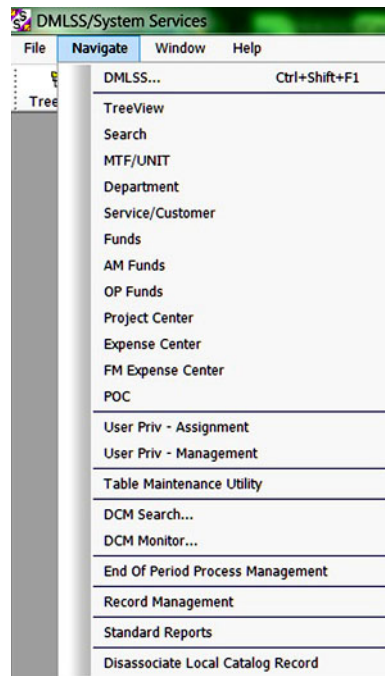 DMLSS/System Services
File Navigate Window Help
DMLSS... Ctrl+Shift+F1
Tree
TreeView
Search
MTF/UNIT
Department
Service/Customer
Funds
AM Funds
OP Funds
Project Center
Expense Center
FM Expense Center
POC
User Priv - Assignment
User Priv - Management
Table Maintenance Utility
DCM Search...
DCM Monitor...
End Of Period Process Management
Record Management
Standard Reports
Disassociate Local Catalog Record